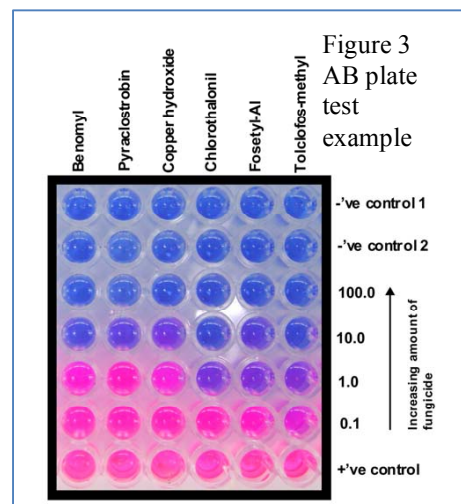 Figure 3
AB plate
test
example
Benomyl
Pyraclostrobin
Copper hydroxide
Chlorothalonil
Fosetyl-Al
Tolclofos-methyl
-'ve control 1
-'ve control 2
100.0
10.0
1.0
0.1
+'ve control
Increasing amount of
fungicide